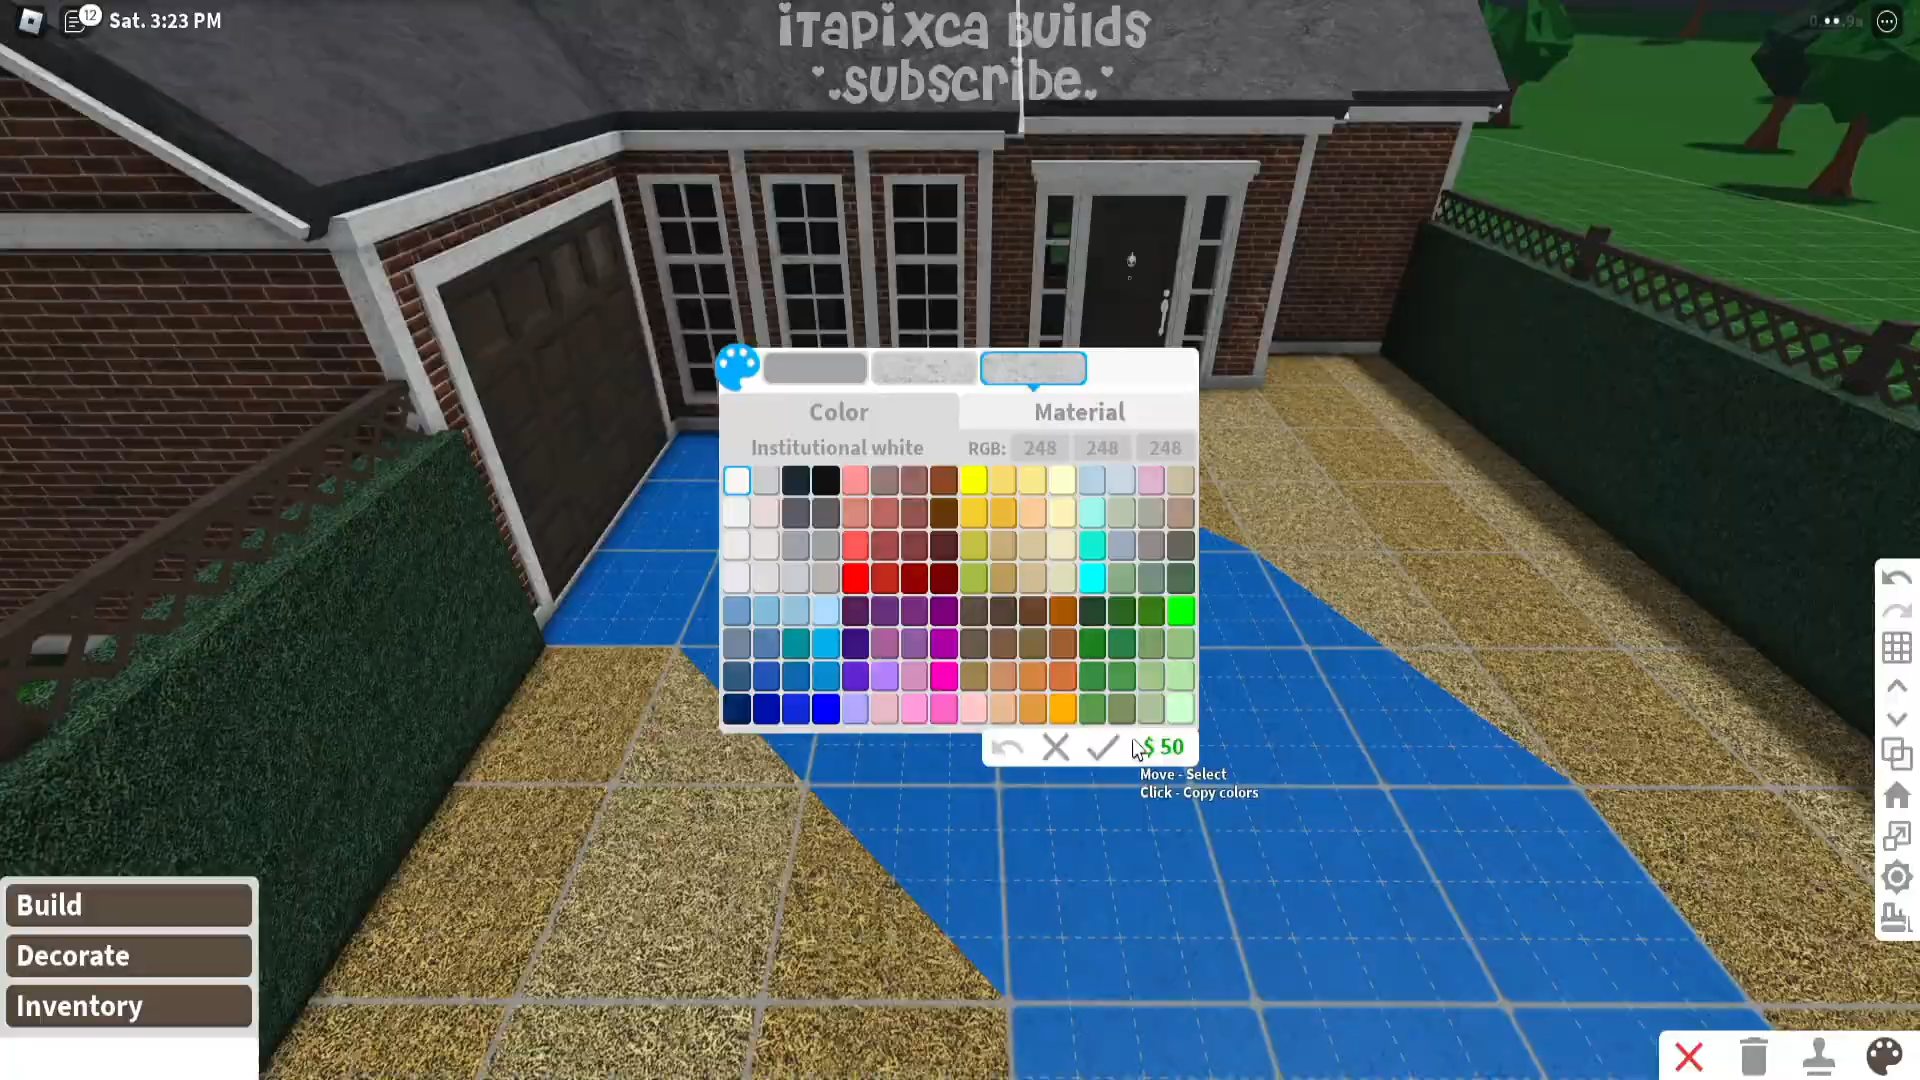 12
Sat. 3:23 PM
iTapixca Builds
.subscribe.
Color
Material
Institutional white
RGB: 248 248 248
$ 50
Move - Select
Click - Copy colors
Build
Decorate
Inventory